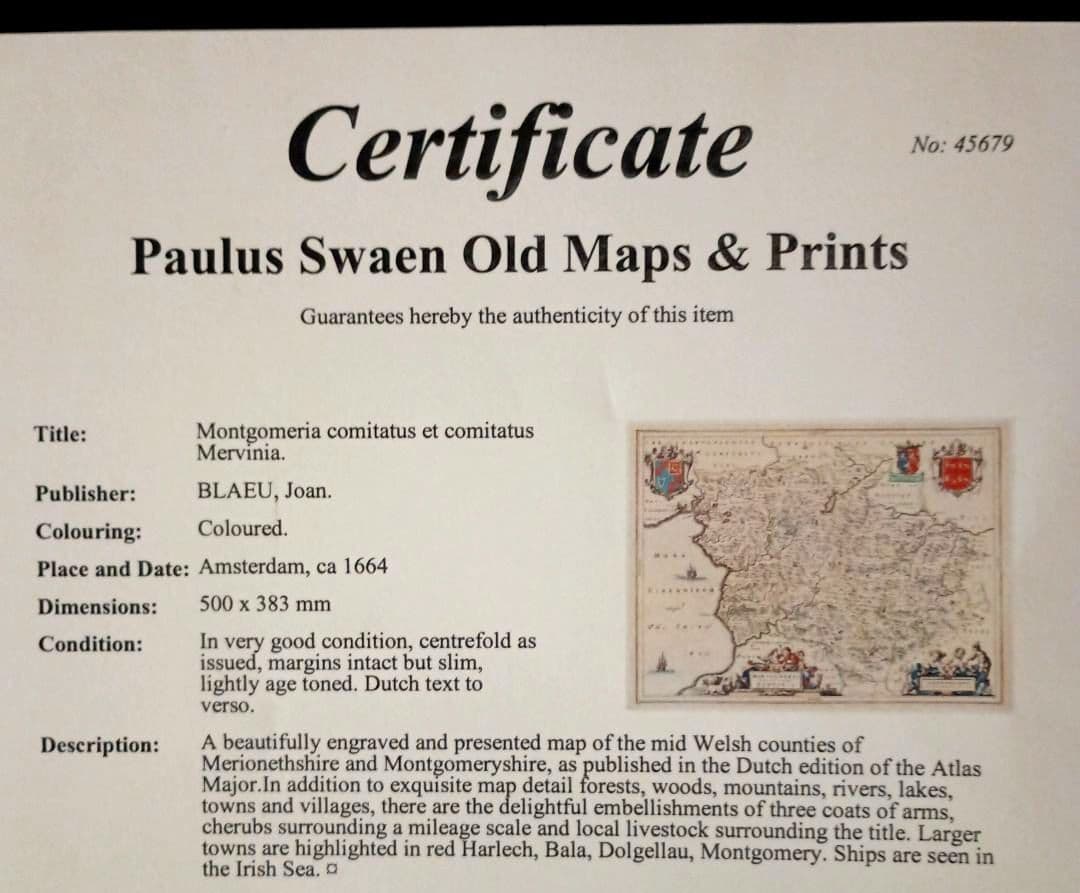 Certificate
No: 45679
Paulus Swaen Old Maps & Prints
Guarantees hereby the authenticity of this item
Title: Montgomeria comitatus et comitatus
Mervinia.
Publisher: BLAEU, Joan.
Colouring: Coloured.
Place and Date: Amsterdam, ca 1664
Dimensions: 500 x 383 mm
Condition: In very good condition, centrefold as
issued, margins intact but slim,
lightly age toned. Dutch text to
verso.
Description: A beautifully engraved and presented map of the mid Welsh counties of
Merionethshire and Montgomeryshire, as published in the Dutch edition of the Atlas
Major.In addition to exquisite map detail forests, woods, mountains, rivers, lakes,
towns and villages, there are the delightful embellishments of three coats of arms,
cherubs surrounding a mileage scale and local livestock surrounding the title. Larger
towns are highlighted in red Harlech, Bala, Dolgellau, Montgomery. Ships are seen in
the Irish Sea. ¤